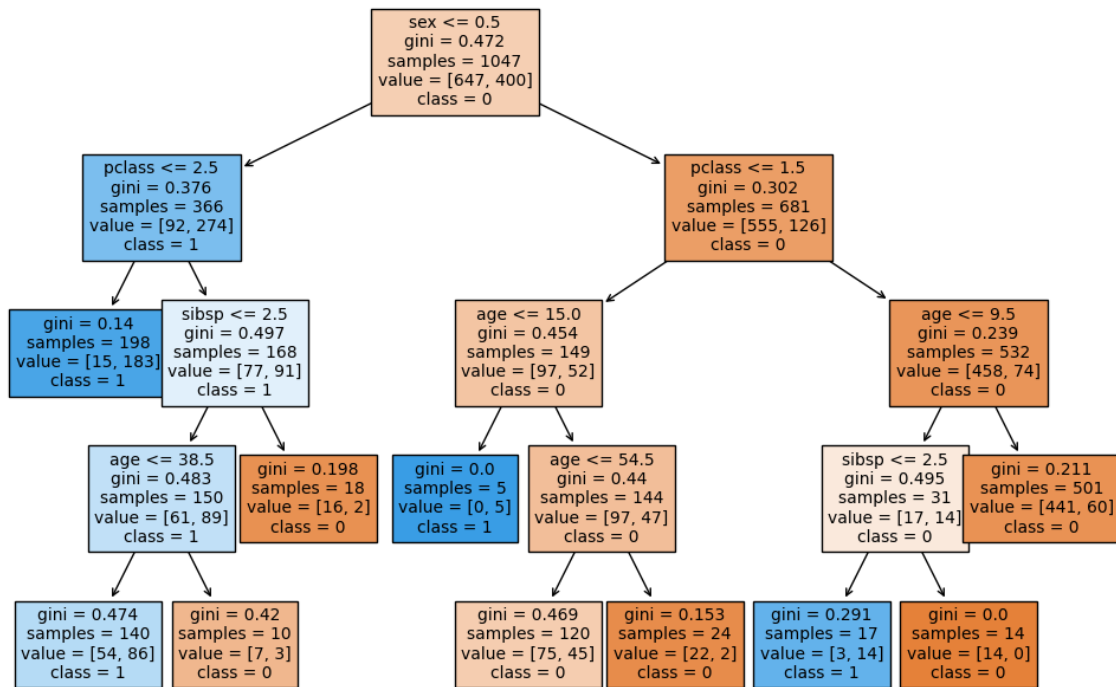 sex <= 0.5
gini = 0.472
samples = 1047
value = [647, 400]
class = 0
pclass <= 2.5
gini = 0.376
samples = 366
value = [92, 274]
class = 1
pclass <= 1.5
gini = 0.302
samples = 681
value = [555, 126]
class = 0
gini = 0.14
samples = 198
value = [15, 183]
class = 1
sibsp <= 2.5
gini = 0.497
samples = 168
value = [77, 91]
class = 1
age <= 15.0
gini = 0.454
samples = 149
value = [97, 52]
class = 0
age <= 9.5
gini = 0.239
samples = 532
value = [458, 74]
class = 0
age <= 38.5
gini = 0.483
samples = 150
value = [61, 89]
class = 1
gini = 0.198
samples = 18
value = [16, 2]
class = 0
gini = 0.0
samples = 5
value = [0, 5]
class = 1
age <= 54.5
gini = 0.44
samples = 144
value = [97, 47]
class = 0
sibsp <= 2.5
gini = 0.495
samples = 31
value = [17, 14]
class = 0
gini = 0.211
samples = 501
value = [441, 60]
class = 0
gini = 0.474
samples = 140
value = [54, 86]
class = 1
gini = 0.42
samples = 10
value = [7, 3]
class = 0
gini = 0.469
samples = 120
value = [75, 45]
class = 0
gini = 0.153
samples = 24
value = [22, 2]
class = 0
gini = 0.291
samples = 17
value = [3, 14]
class = 1
gini = 0.0
samples = 14
value = [14, 0]
class = 0